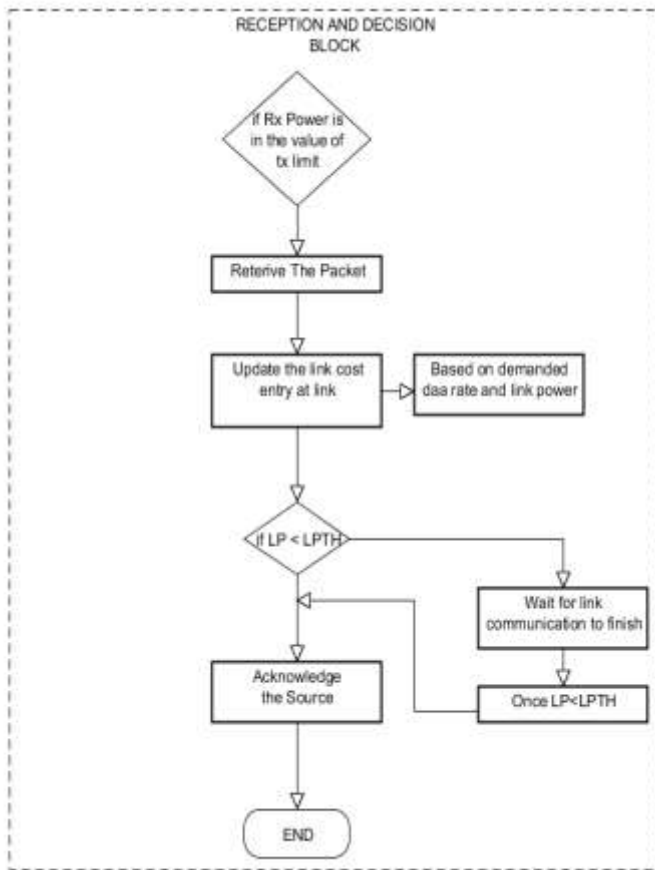 RECEPTION AND DECISION
BLOCK
if Rx Power is
in the value of
tx limit
Reterive The Packet
Update the link cost
entry at link
Based on demanded
daa rate and link power
if LP < LPTH
Wait for link
communication to finish
Once LP<LPTH
Acknowledge
the Source
END